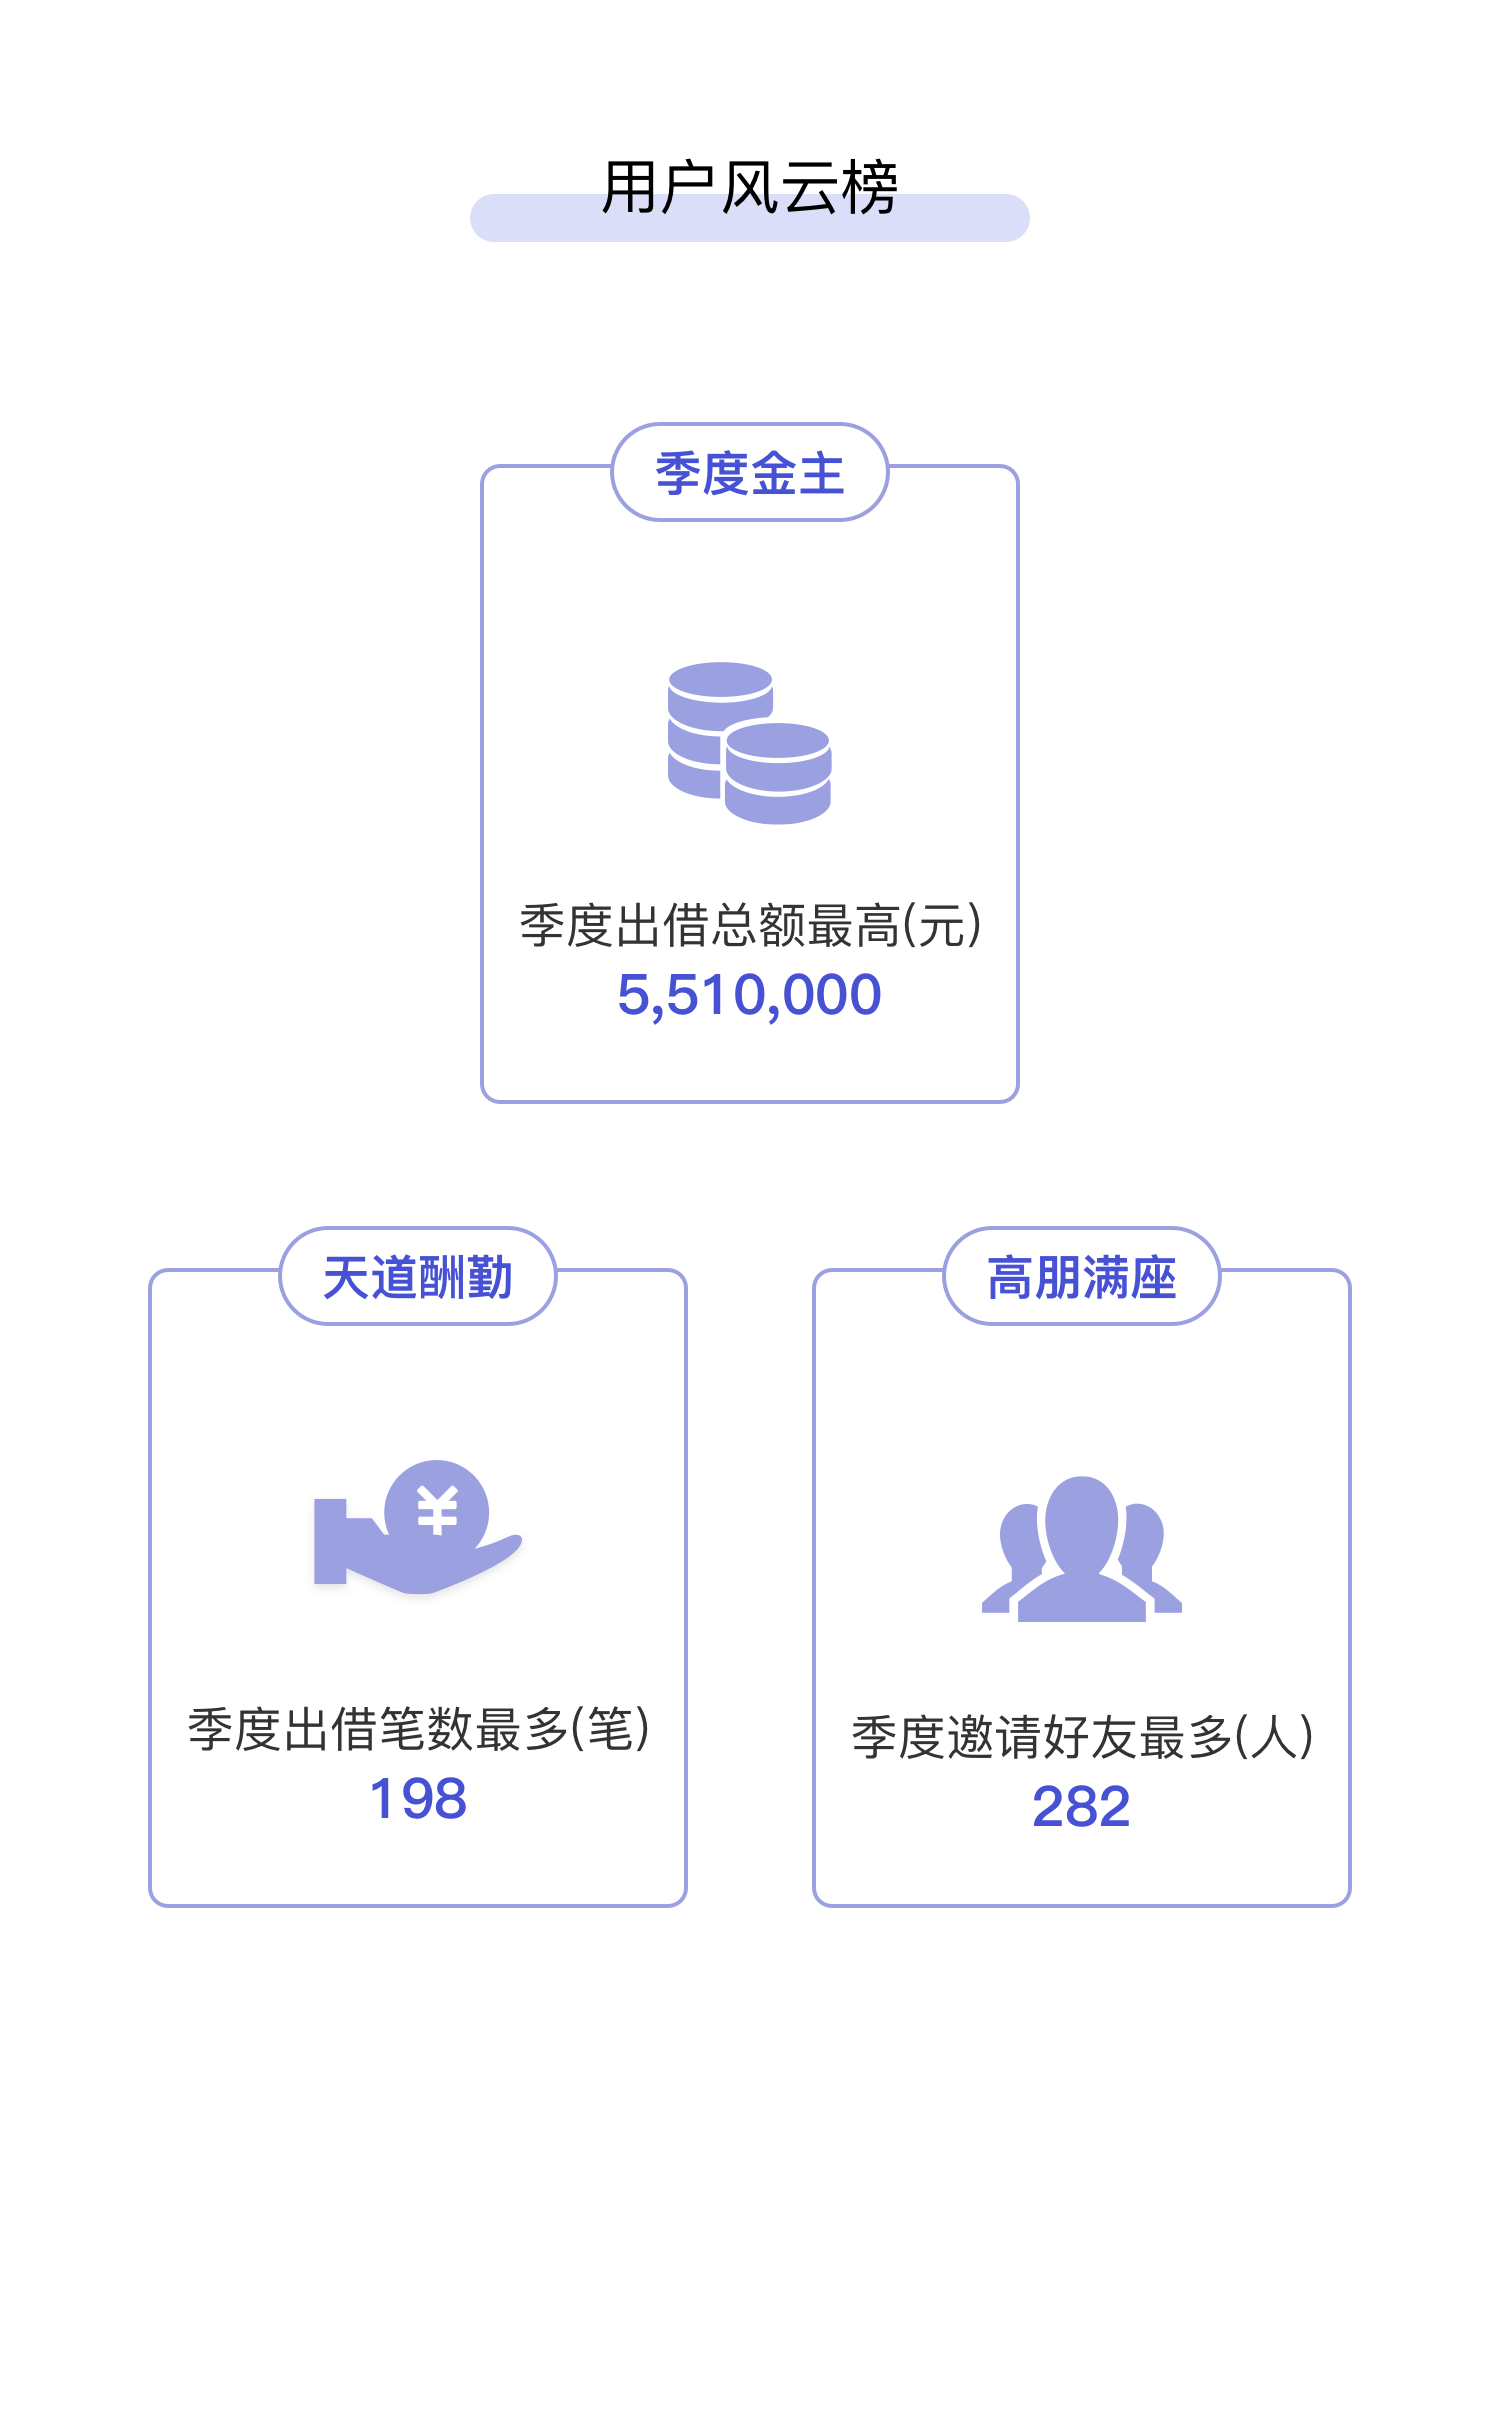 用户风云榜
季度金主
季度出借总额最高(元)
5,510,000
天道酬勤
¥
季度出借笔数最多(笔)
198
高朋满座
季度邀请好友最多(人)
282